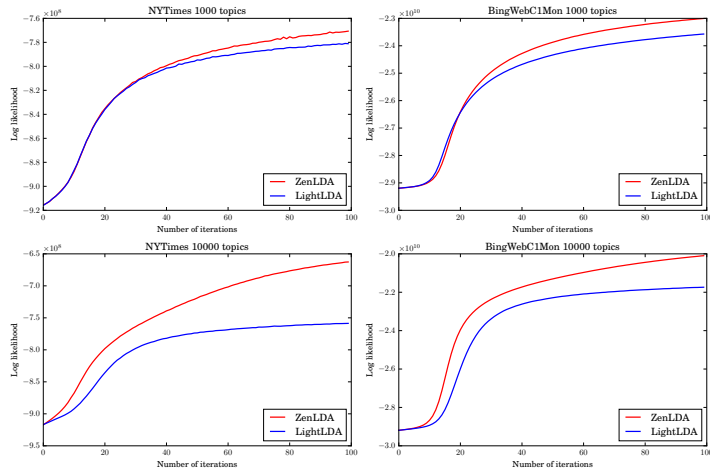 NYTimes 1000 topics
×10⁸
−7.6
−7.8
−8.0
−8.2
−8.4
−8.6
−8.8
−9.0
−9.2
Log likelihood
0 20 40 60 80 100
Number of iterations
ZenLDA
LightLDA
BingWebC1Mon 1000 topics
×10¹⁰
−2.3
−2.4
−2.5
−2.6
−2.7
−2.8
−2.9
−3.0
Log likelihood
0 20 40 60 80 100
Number of iterations
ZenLDA
LightLDA
NYTimes 10000 topics
×10⁸
−6.5
−7.0
−7.5
−8.0
−8.5
−9.0
−9.5
Log likelihood
0 20 40 60 80 100
Number of iterations
ZenLDA
LightLDA
BingWebC1Mon 10000 topics
×10¹⁰
−2.0
−2.2
−2.4
−2.6
−2.8
−3.0
Log likelihood
0 20 40 60 80 100
Number of iterations
ZenLDA
LightLDA